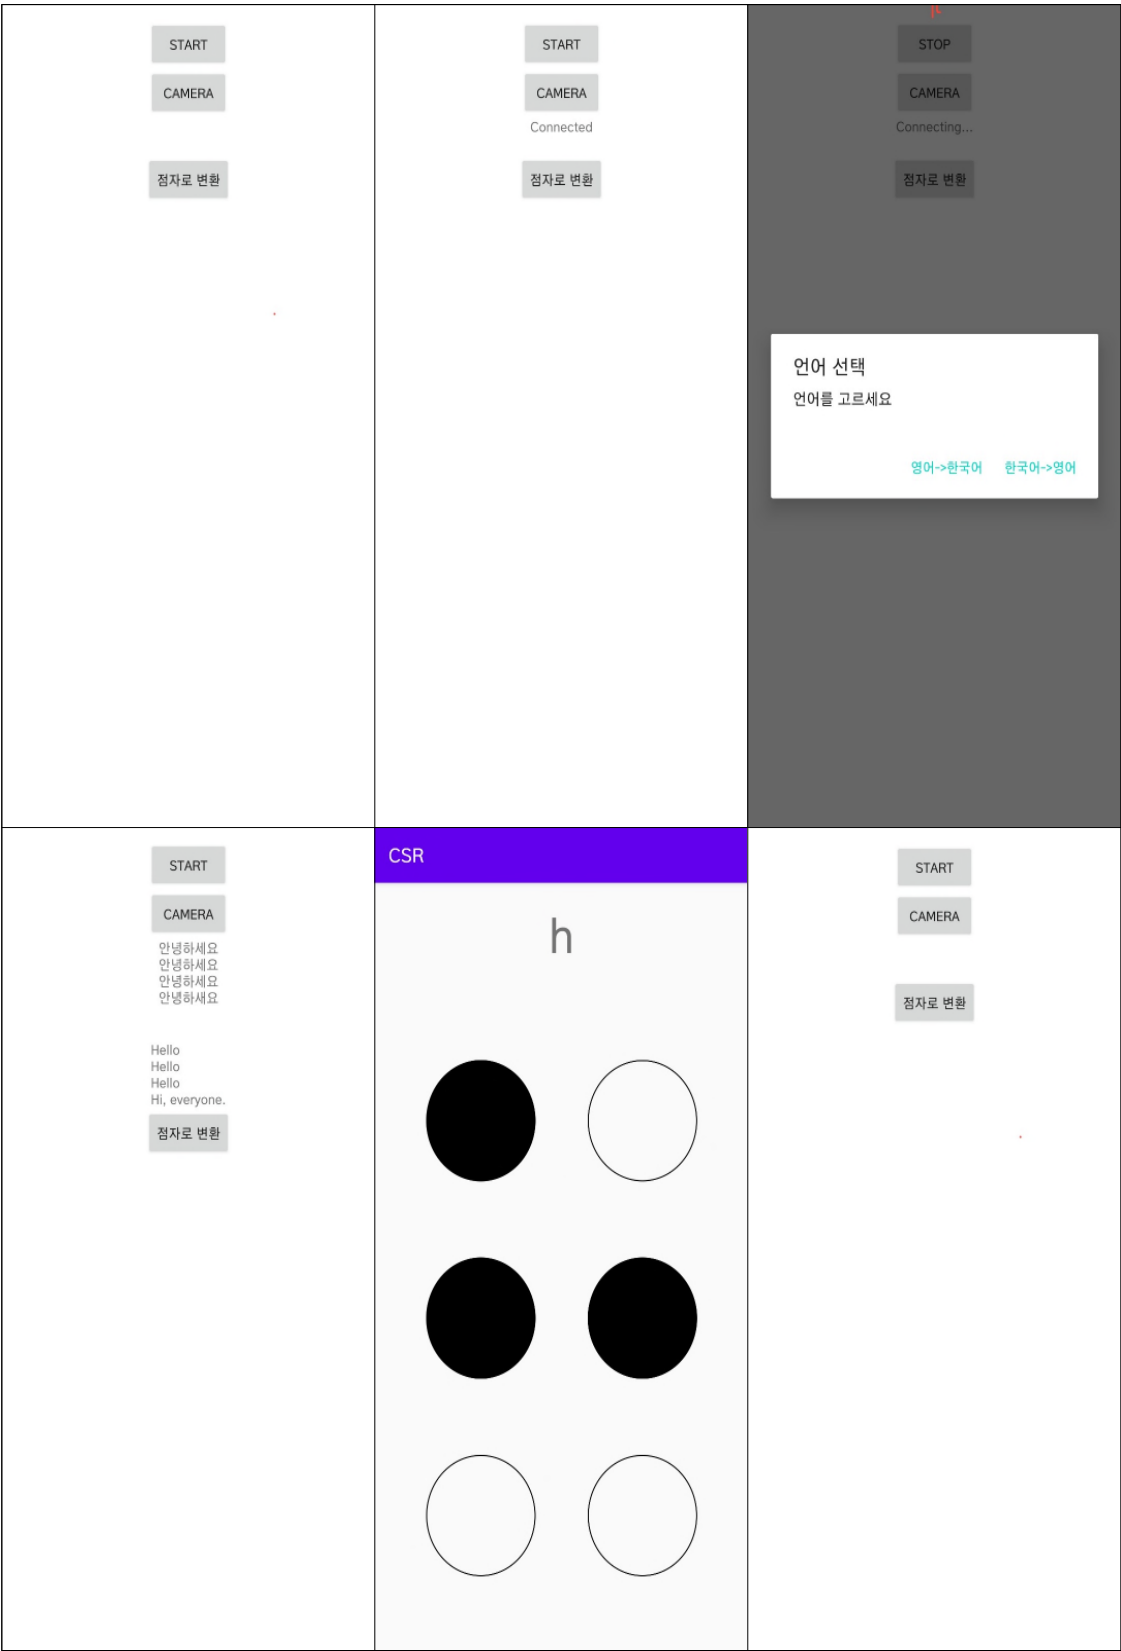 START
CAMERA
점자로 변환
START
CAMERA
Connected
점자로 변환
STOP
CAMERA
Connecting...
점자로 변환
언어 선택
언어를 고르세요
영어->한국어 한국어->영어
START
CAMERA
안녕하세요
안녕하세요
안녕하세요
안녕하새요
Hello
Hello
Hello
Hi, everyone.
점자로 변환
CSR
h
START
CAMERA
점자로 변환